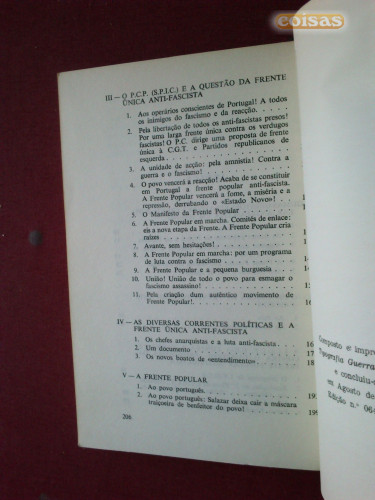 coisas
III — O P.C.P. (S.P.I.C.) E A QUESTÃO DA FRENTE
ÚNICA ANTI-FASCISTA
1. Aos operários conscientes de Portugal! A todos
os inimigos do fascismo e da reacção.
2. Pela libertação de todos os anti-fascistas presos!
Por uma larga frente única contra os verdugos
fascistas! O P.C. dirige uma proposta de frente
única à C.G.T. e Partidos republicanos de
esquerda
3. A unidade de acção: pela amnistia! Contra a
guerra e o fascismo!
4. O povo vencerá a reacção! Acaba de se constituir
em Portugal a frente popular anti-fascista.
A Frente Popular vencerá a fome, a miséria e a
repressão, derrubando o «Estado Novo»!
5. O Manifesto da Frente Popular
6. A Frente Popular em marcha. Comités de enlace:
eis a nova etapa da Frente. A Frente Popular cria
raízes
7. Avante, sem hesitações!
8. A Frente Popular em marcha: por um programa
de luta contra o fascismo
9. A Frente Popular e a pequena burguesia
10. União! União de todo o povo para esmagar o
fascismo assassino!
11. Pela criação dum autêntico movimento de
Frente Popular!
IV — AS DIVERSAS CORRENTES POLÍTICAS E A
FRENTE ÚNICA ANTI-FASCISTA
1. Os chefes anarquistas e a luta anti-fascista
2. Um documento
3. Os novos boatos de «entendimentos»
V — A FRENTE POPULAR
1. Ao povo português
2. Ao povo português: Salazar deixa cair a máscara
traiçoeira de benfeitor do povo!
206
Composto e impre
Tipografia Guerra
e concluiu-
em Agosto de
Edição n.º 06-